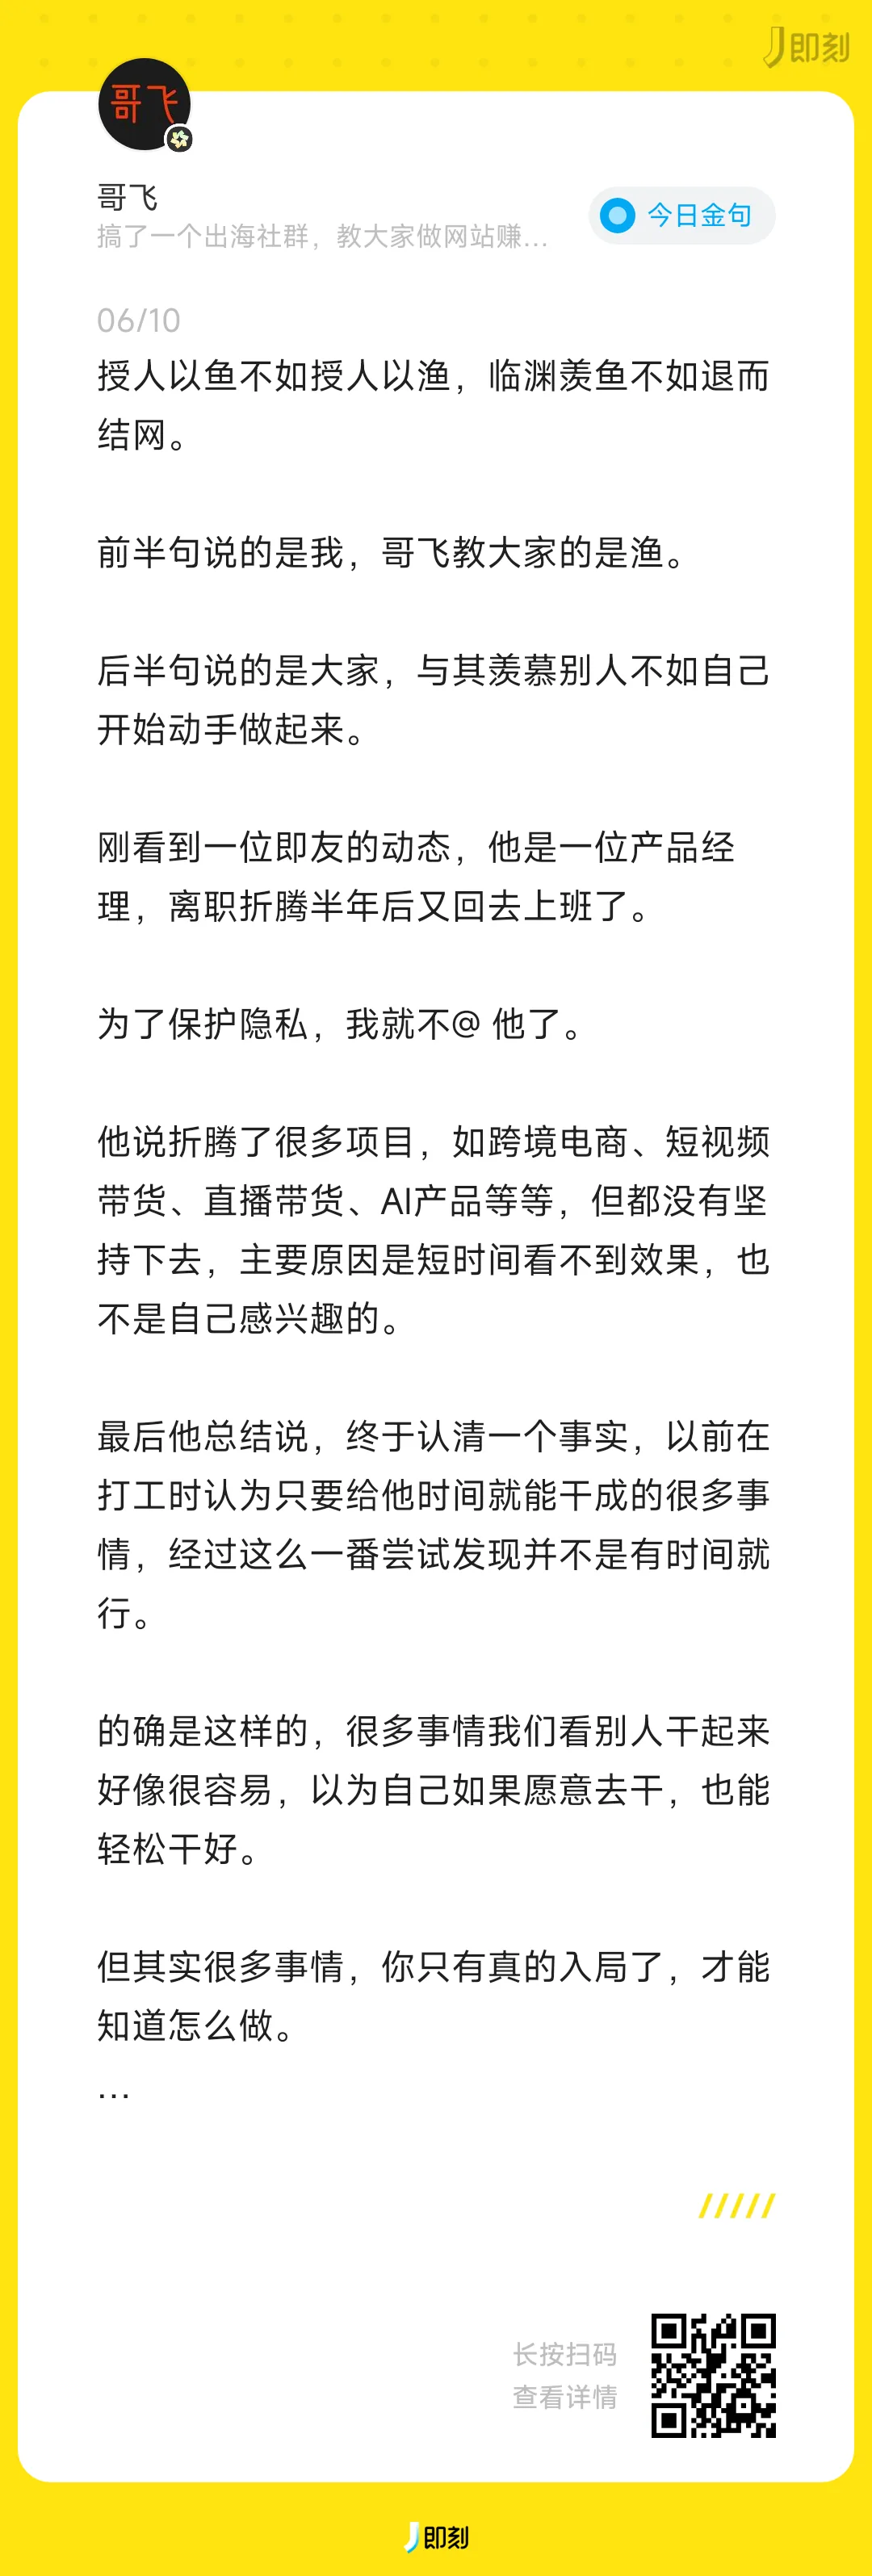 即刻
哥飞
哥飞
搞了一个出海社群，教大家做网站赚...
今日金句
06/10
授人以鱼不如授人以渔，临渊羡鱼不如退而
结网。
前半句说的是我，哥飞教大家的是渔。
后半句说的是大家，与其羡慕别人不如自己
开始动手做起来。
刚看到一位即友的动态，他是一位产品经
理，离职折腾半年后又回去上班了。
为了保护隐私，我就不@ 他了。
他说折腾了很多项目，如跨境电商、短视频
带货、直播带货、AI产品等等，但都没有坚
持下去，主要原因是短时间看不到效果，也
不是自己感兴趣的。
最后他总结说，终于认清一个事实，以前在
打工时认为只要给他时间就能干成的很多事
情，经过这么一番尝试发现并不是有时间就
行。
的确是这样的，很多事情我们看别人干起来
好像很容易，以为自己如果愿意去干，也能
轻松干好。
但其实很多事情，你只有真的入局了，才能
知道怎么做。
...
长按扫码
查看详情
即刻